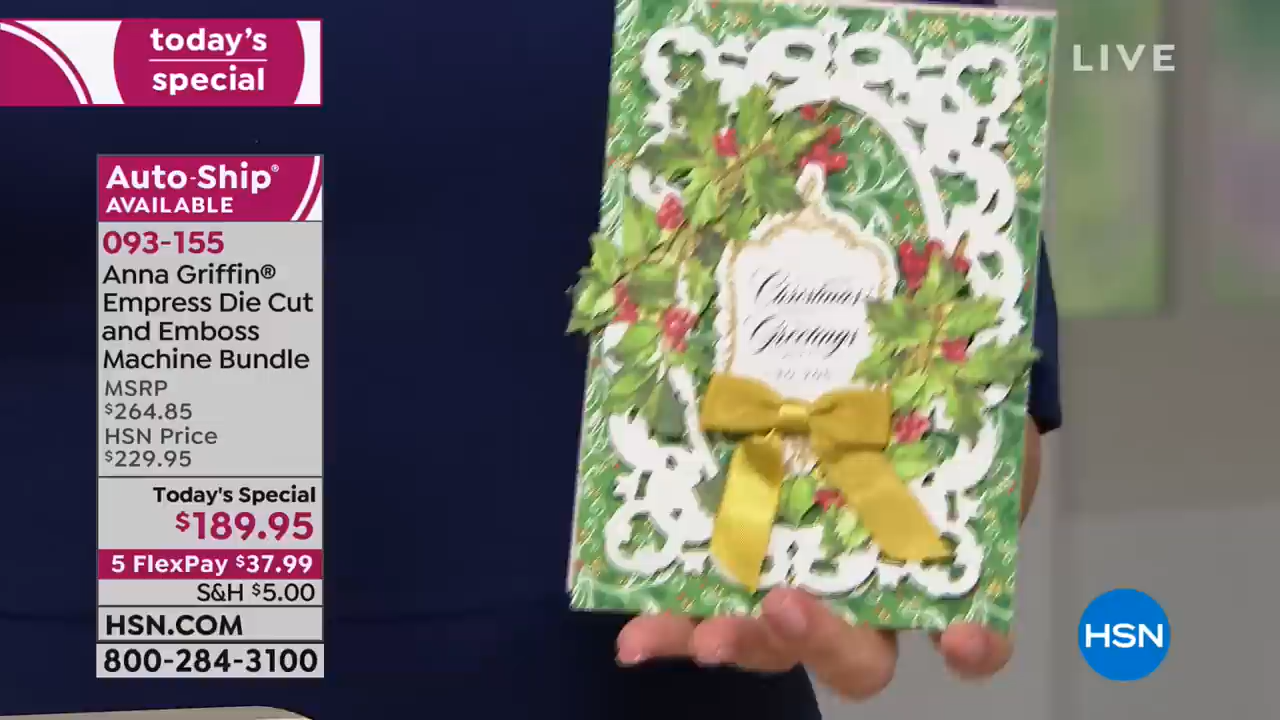 today's
special
LIVE
Auto-Ship®
AVAILABLE
093-155
Anna Griffin®
Empress Die Cut
and Emboss
Machine Bundle
MSRP
$264.85
HSN Price
$229.95
Today's Special
$189.95
5 FlexPay $37.99
S&H $5.00
HSN.COM
800-284-3100
Christmas
Greetings
TO YOU
HSN